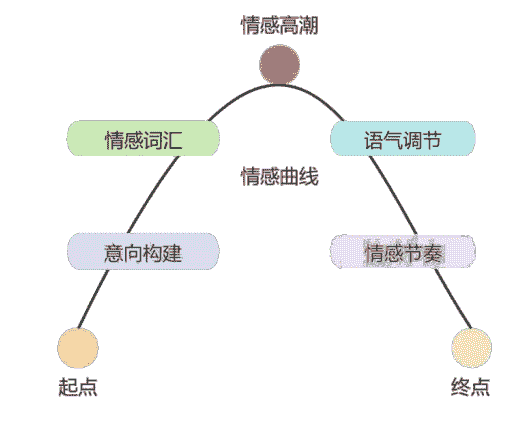 情感高潮
情感词汇
语气调节
情感曲线
意向构建
情感节奏
起点
终点